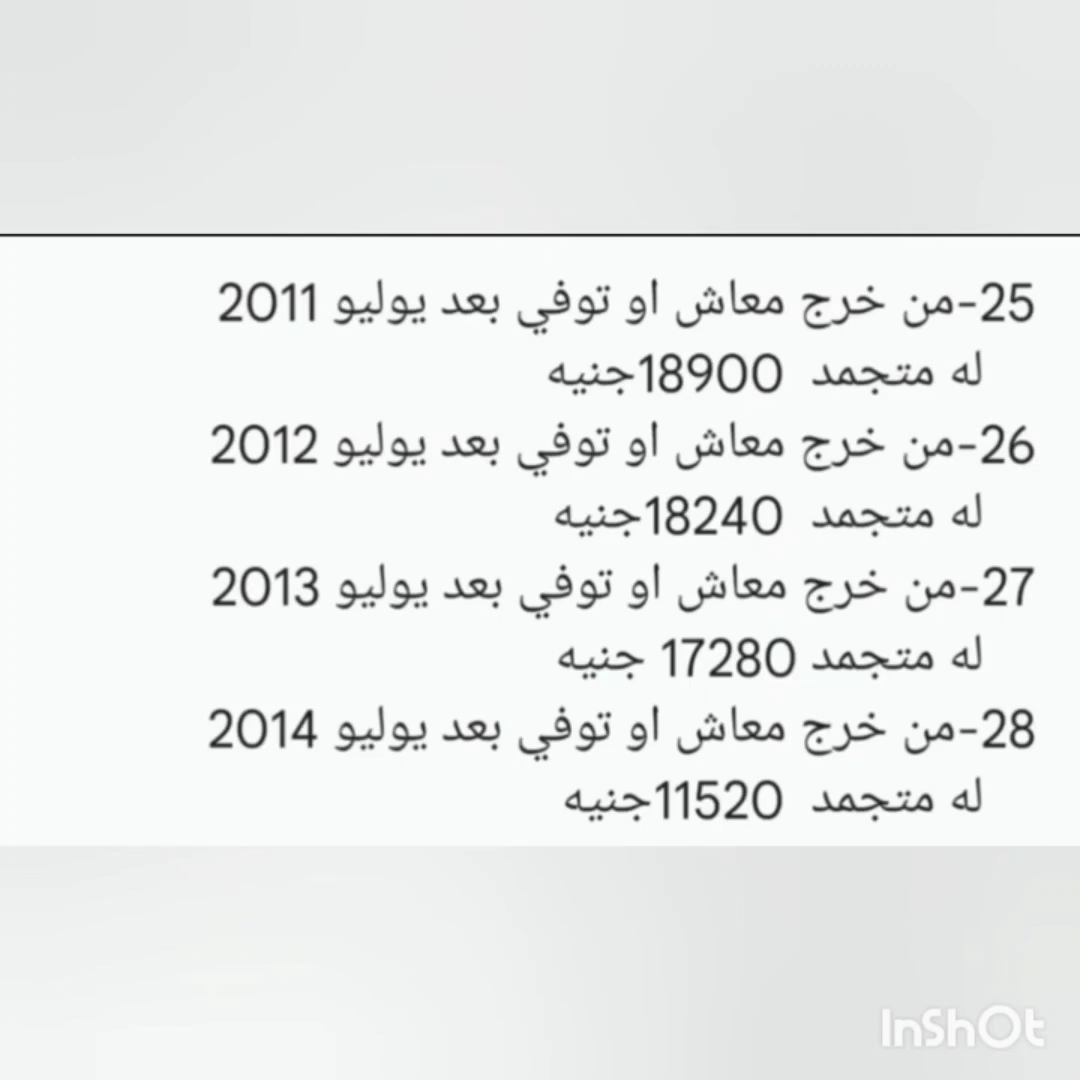 25-من خرج معاش او توفي بعد يوليو 2011
له متجمد 18900جنيه
26-من خرج معاش او توفي بعد يوليو 2012
له متجمد 18240جنيه
27-من خرج معاش او توفي بعد يوليو 2013
له متجمد 17280 جنيه
28-من خرج معاش او توفي بعد يوليو 2014
له متجمد 11520جنيه
InShOt